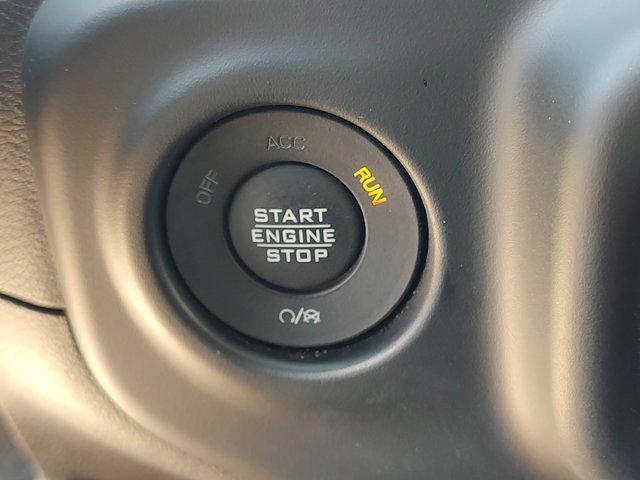 ACC
OFF
RUN
START
ENGINE
STOP